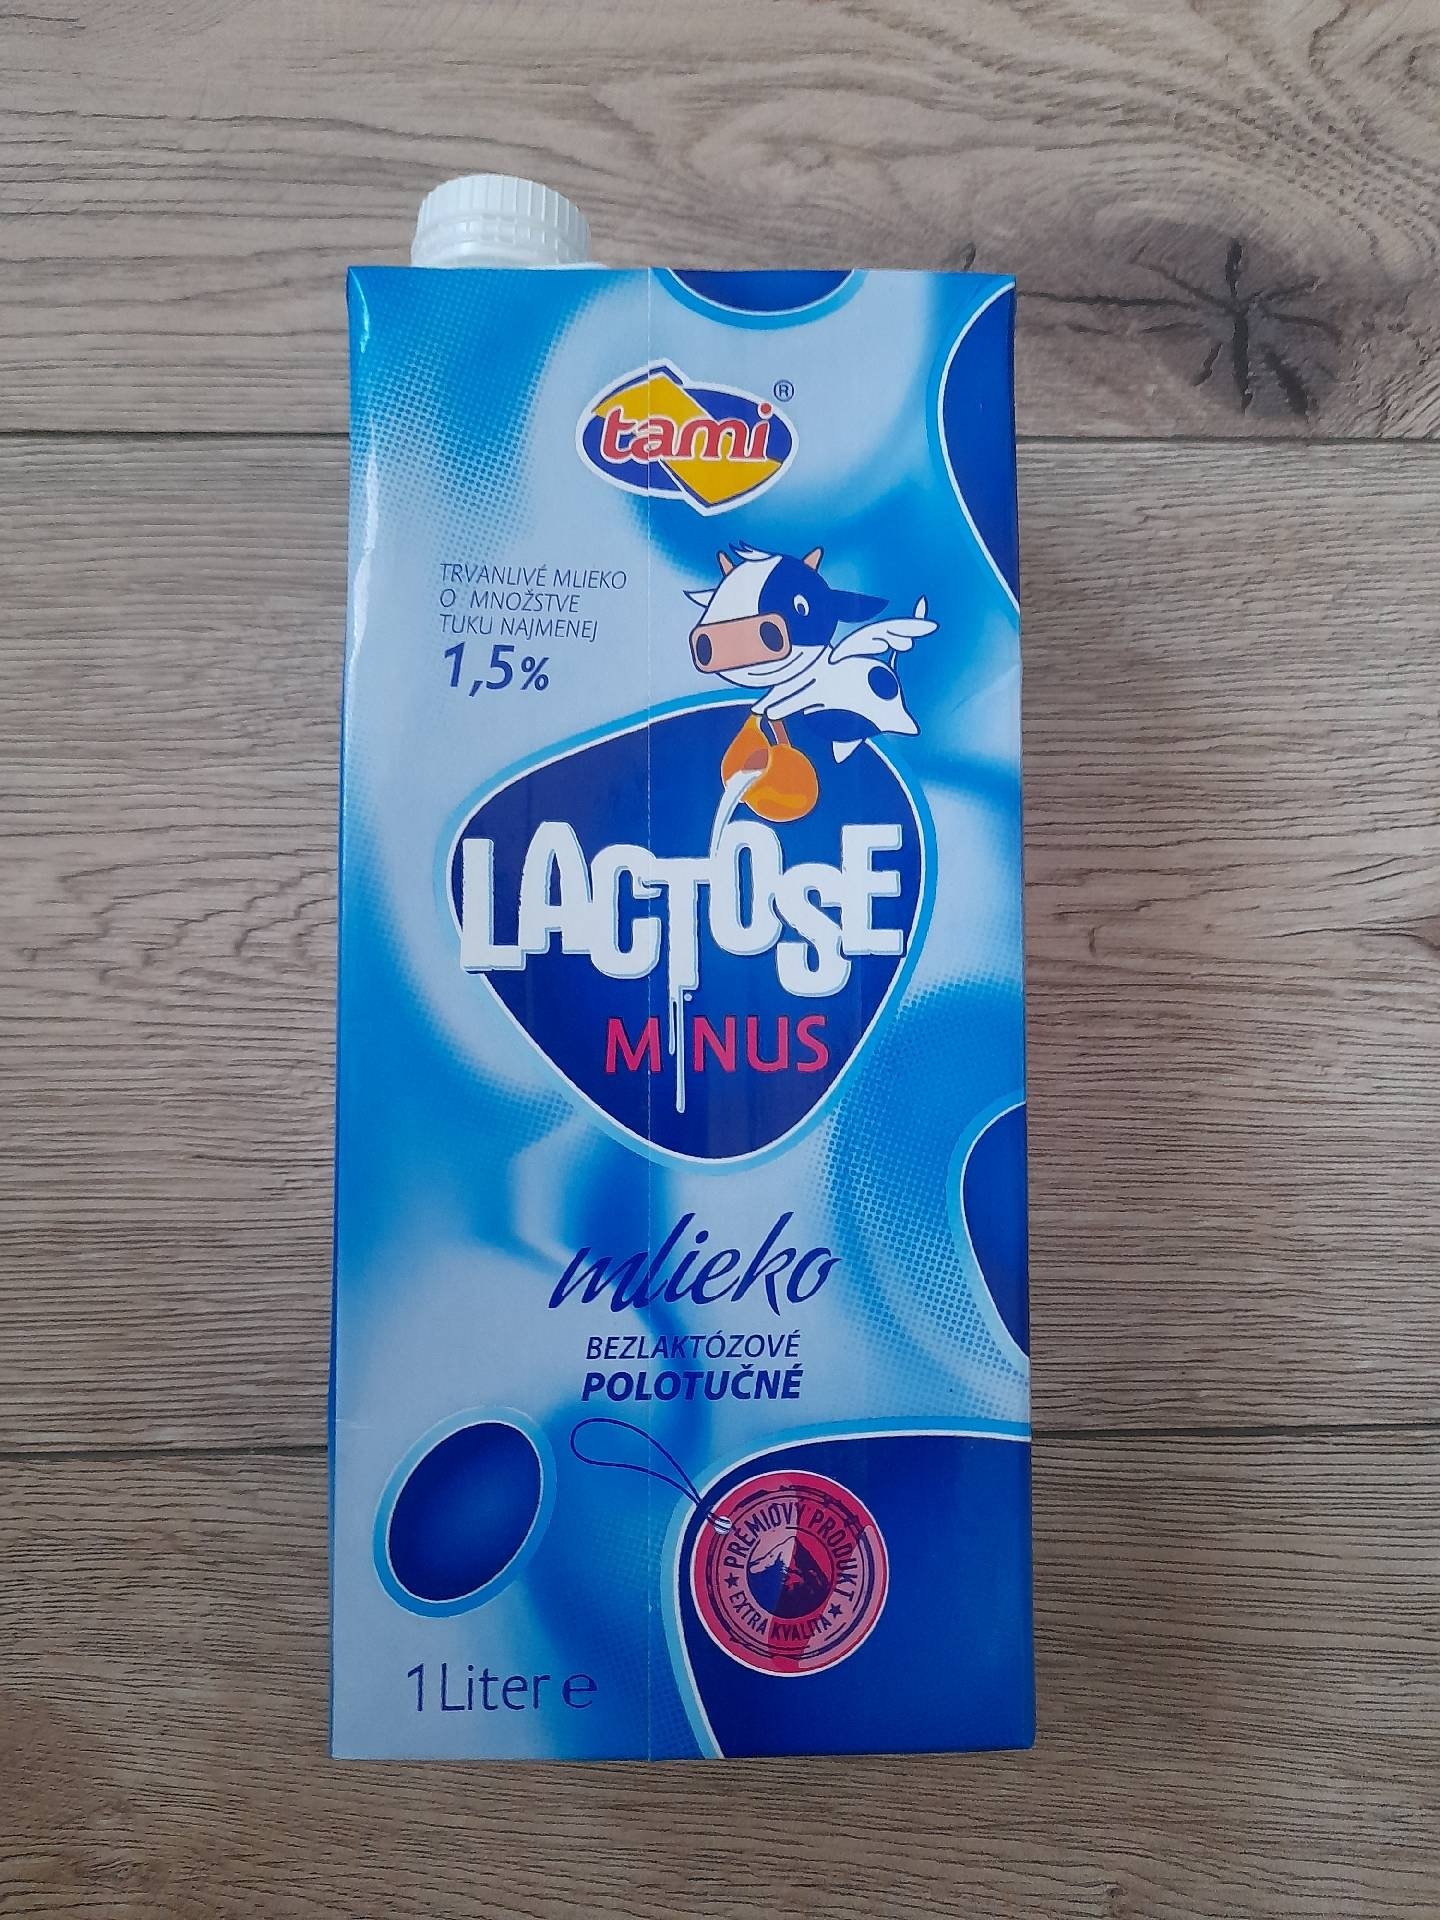 tami ®
TRVANLIVÉ MLIEKO
O MNOŽSTVE
TUKU NAJMENEJ
1,5%
LACTOSE
MINUS
mlieko
BEZLAKTÓZOVÉ
POLOTUČNÉ
PRÉMIOVÝ PRODUKT
EXTRA KVALITA
1 Liter ℮